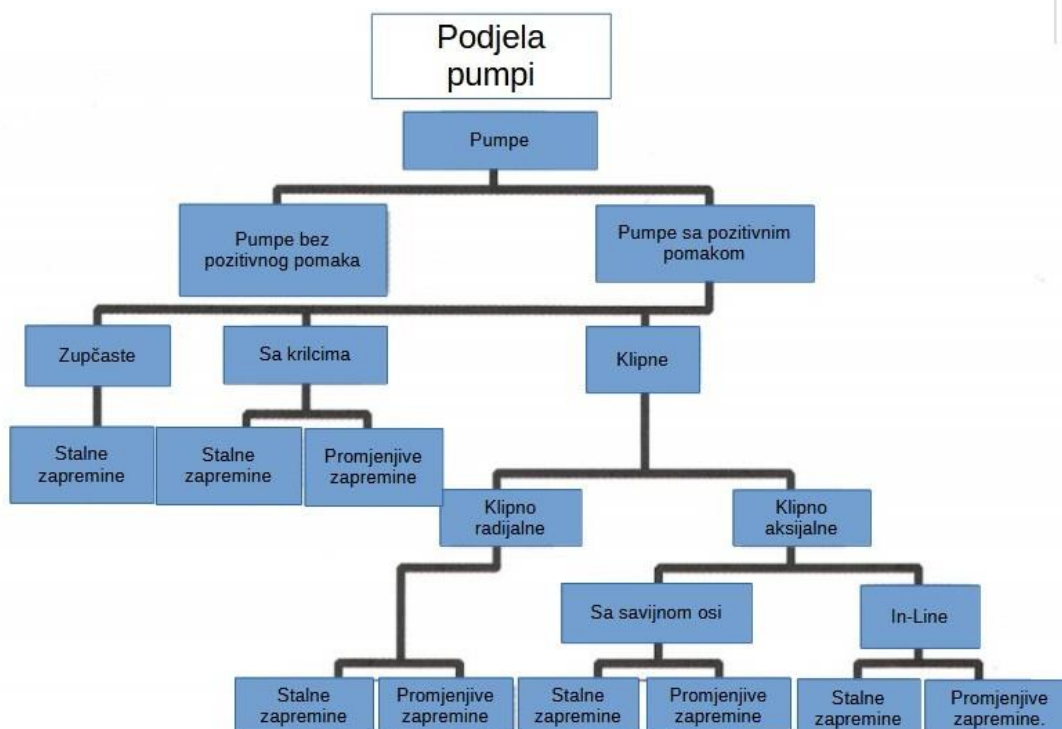 Podjela
pumpi
Pumpe
Pumpe bez
pozitivnog pomaka
Pumpe sa pozitivnim
pomakom
Zupčaste
Sa krilcima
Klipne
Stalne
zapremine
Stalne
zapremine
Promjenjive
zapremine
Klipno
radijalne
Klipno
aksijalne
Sa savijnom osi
In-Line
Stalne
zapremine
Promjenjive
zapremine
Stalne
zapremine
Promjenjive
zapremine
Stalne
zapremine
Promjenjive
zapremine.